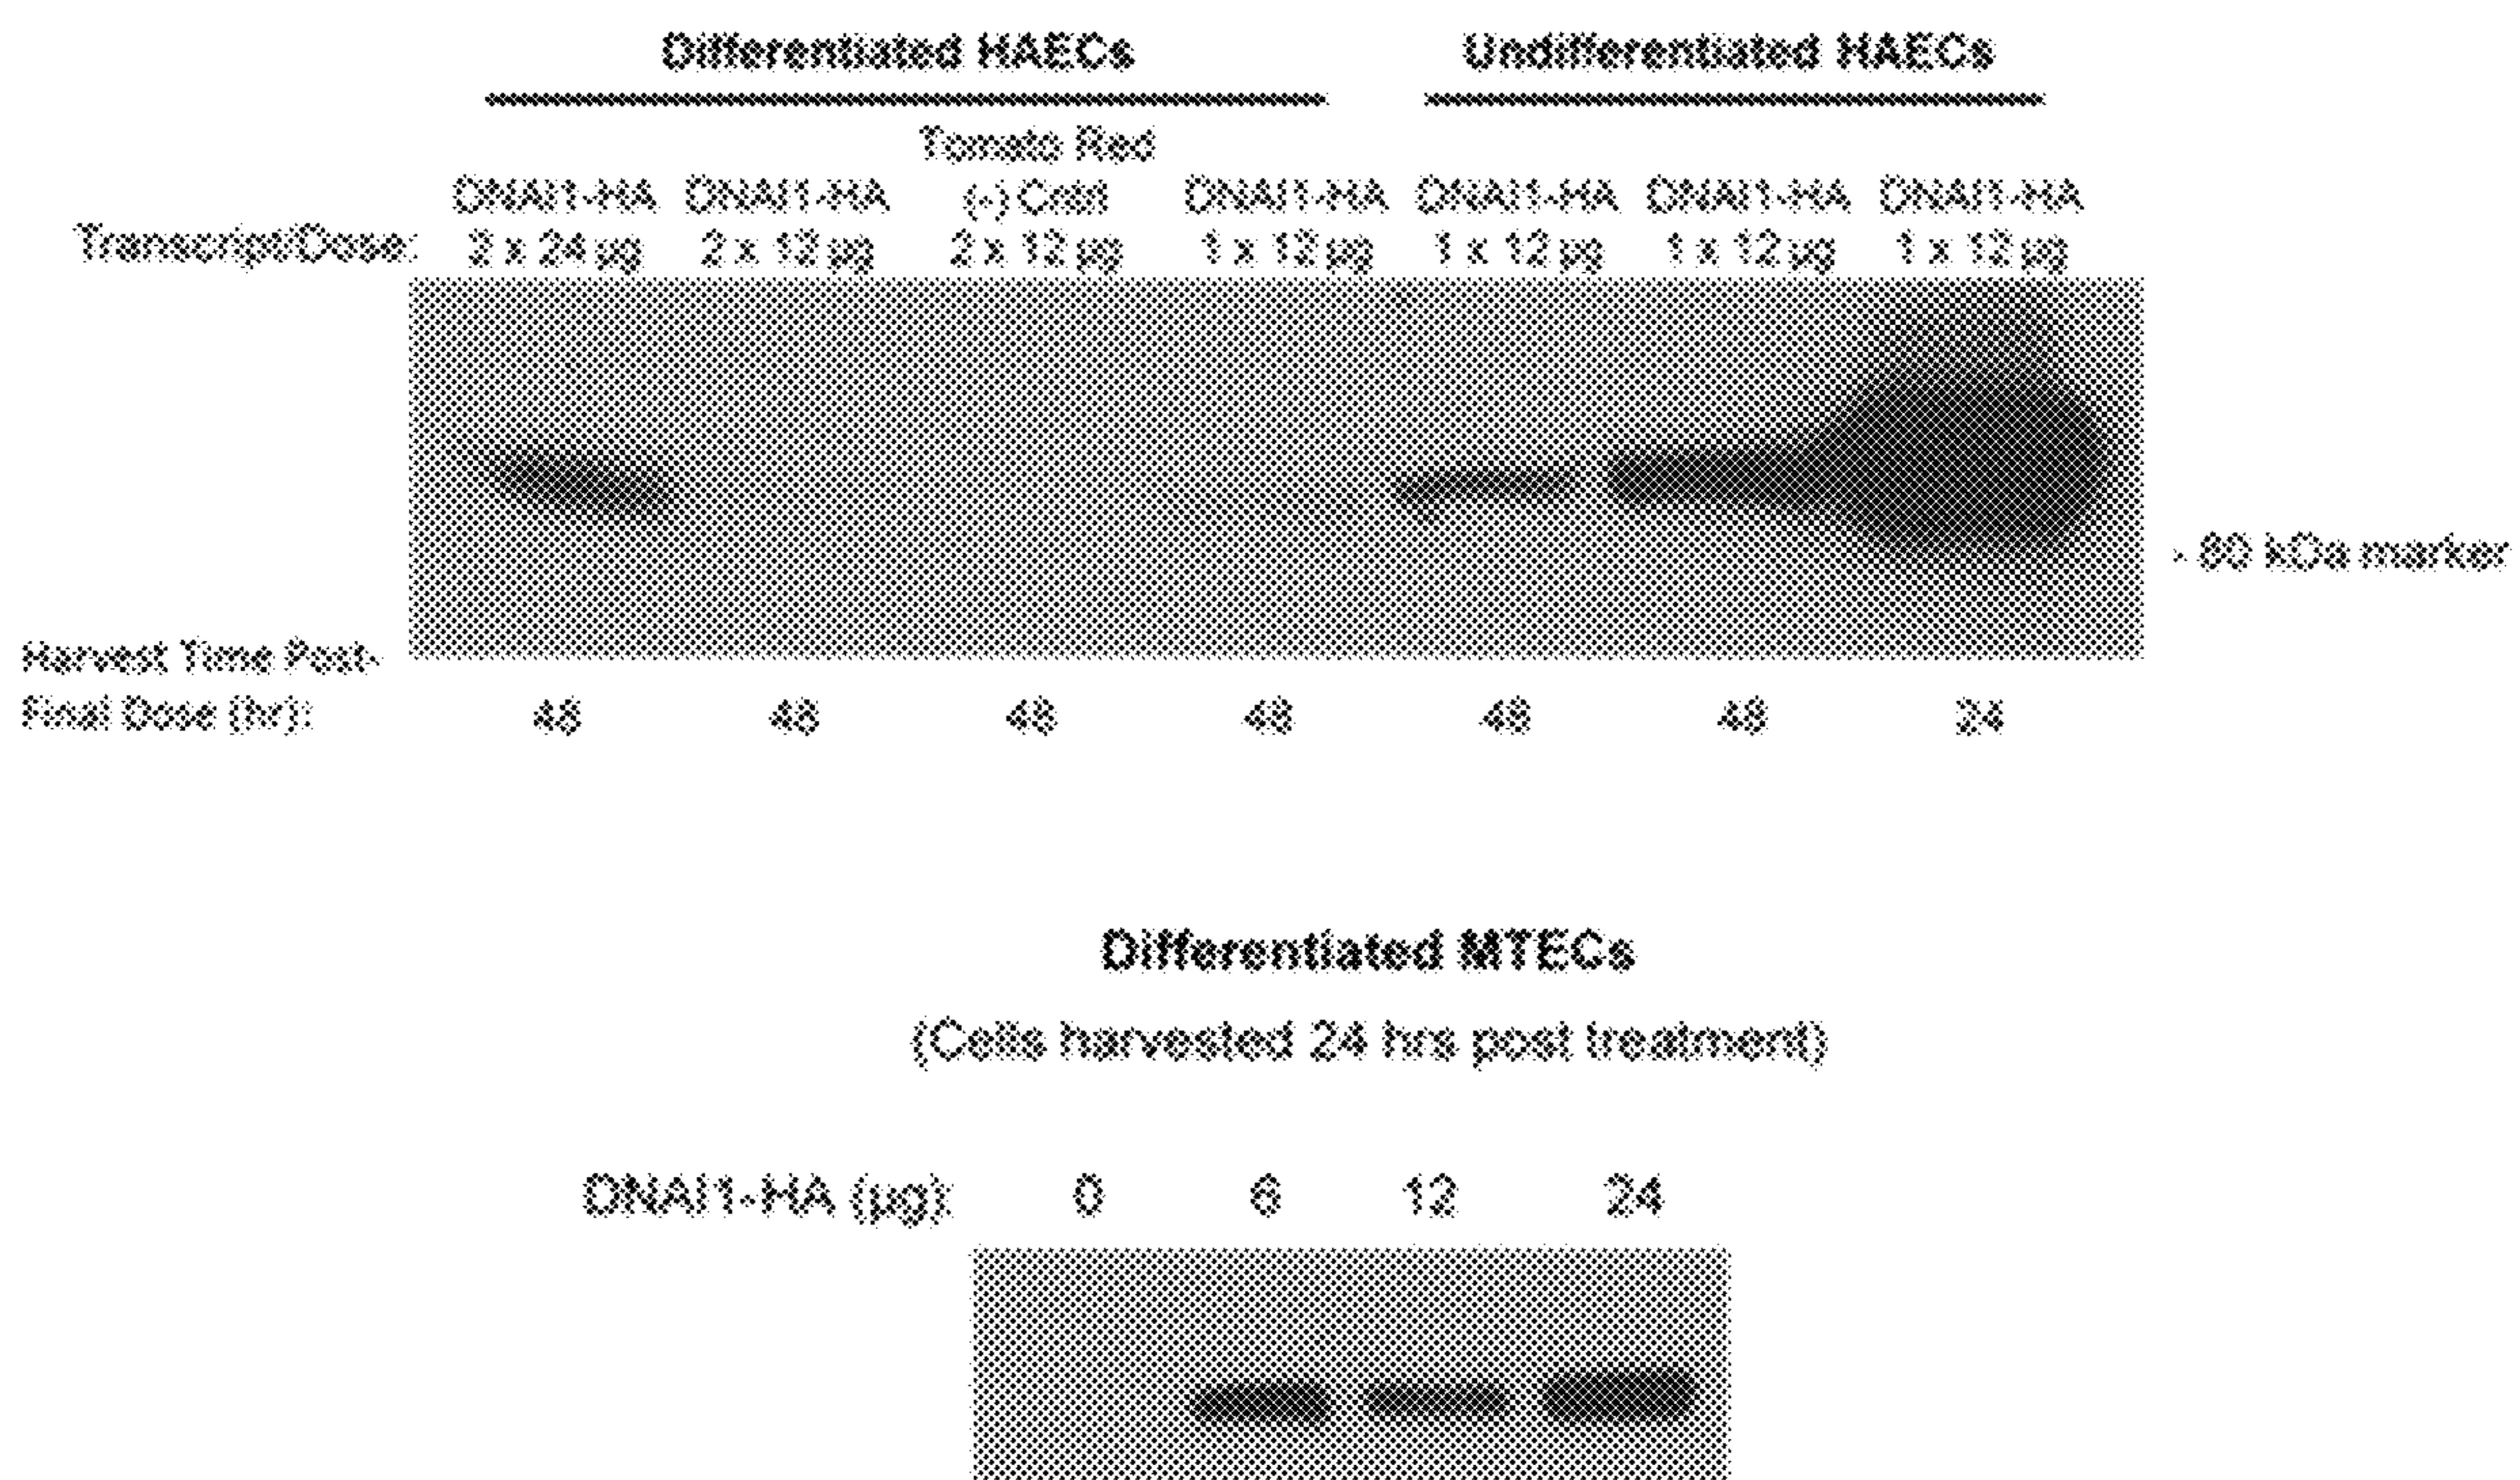 Differentiated HAECs Undifferentiated HAECs
Tomato Red
DNAI1-HA DNAI1-HA (-) Cntrl DNAI1-HA DNAI1-HA DNAI1-HA DNAI1-HA
Transcript/Dose: 2 x 24 µg 2 x 12 µg 2 x 12 µg 1 x 12 µg 1 x 12 µg 1 x 12 µg 1 x 12 µg
kDa marker
Harvest Time Post-
Final Dose (hr): 48 48 48 48 48 48 24
Differentiated MTECs
(Cells harvested 24 hrs post treatment)
DNAI1-HA (µg): 0 6 12 24